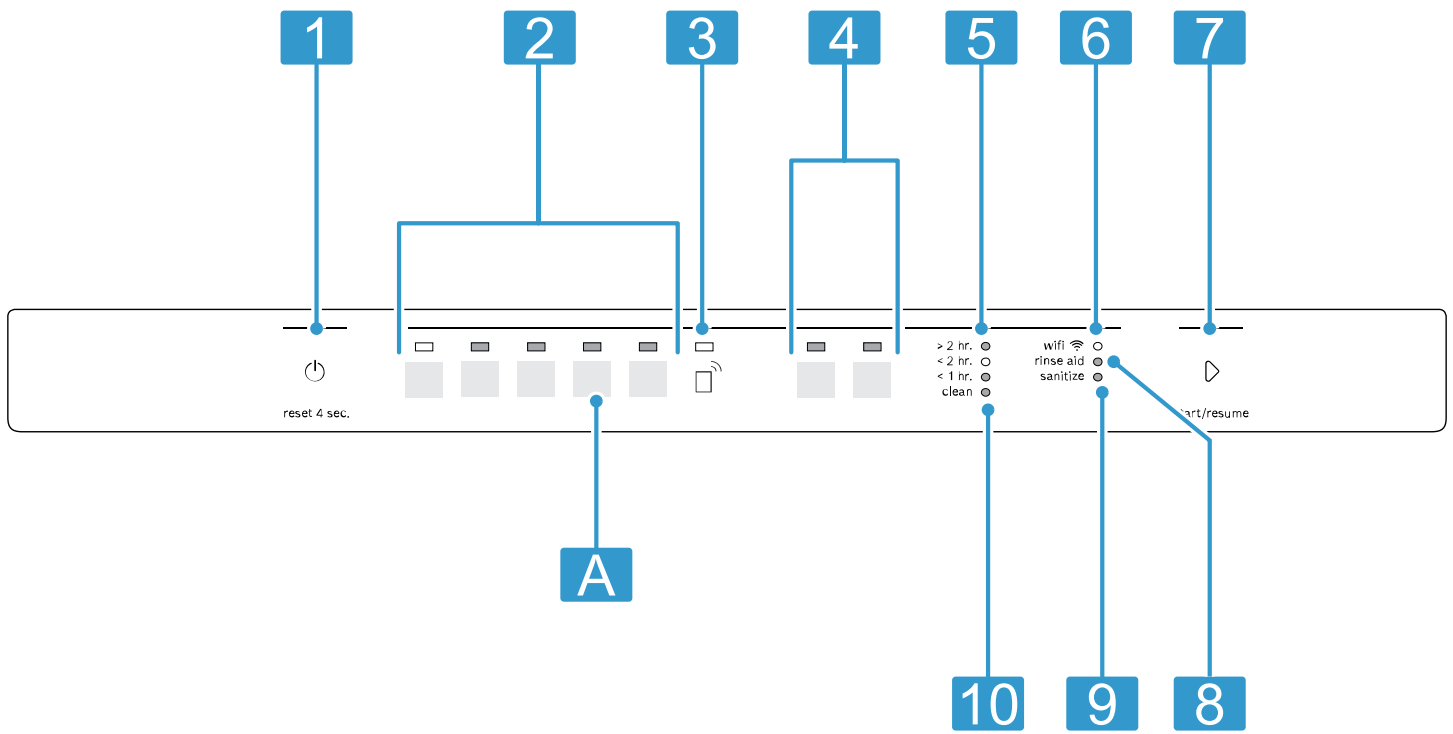 1 2 3 4 5 6 7
> 2 hr. wifi
< 2 hr. rinse aid
< 1 hr. sanitize
clean
reset 4 sec. art/resume
A
10 9 8